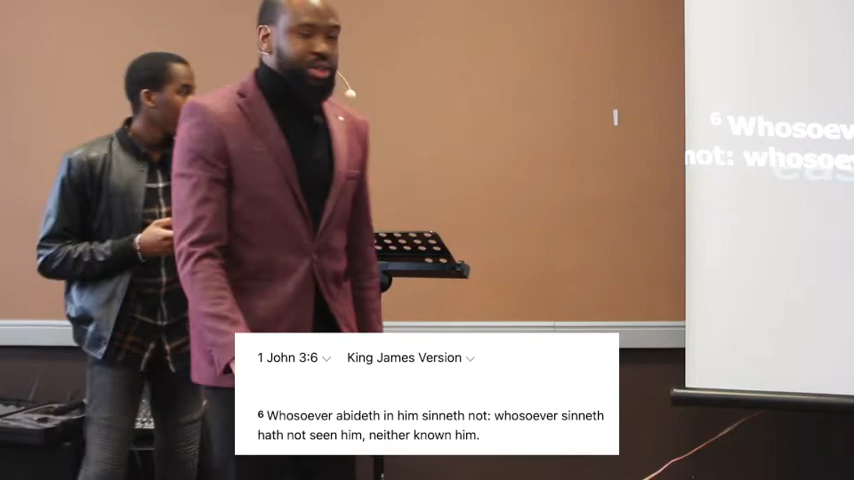 6 Whosoev
not: whosoe
1 John 3:6 King James Version
6 Whosoever abideth in him sinneth not: whosoever sinneth
hath not seen him, neither known him.